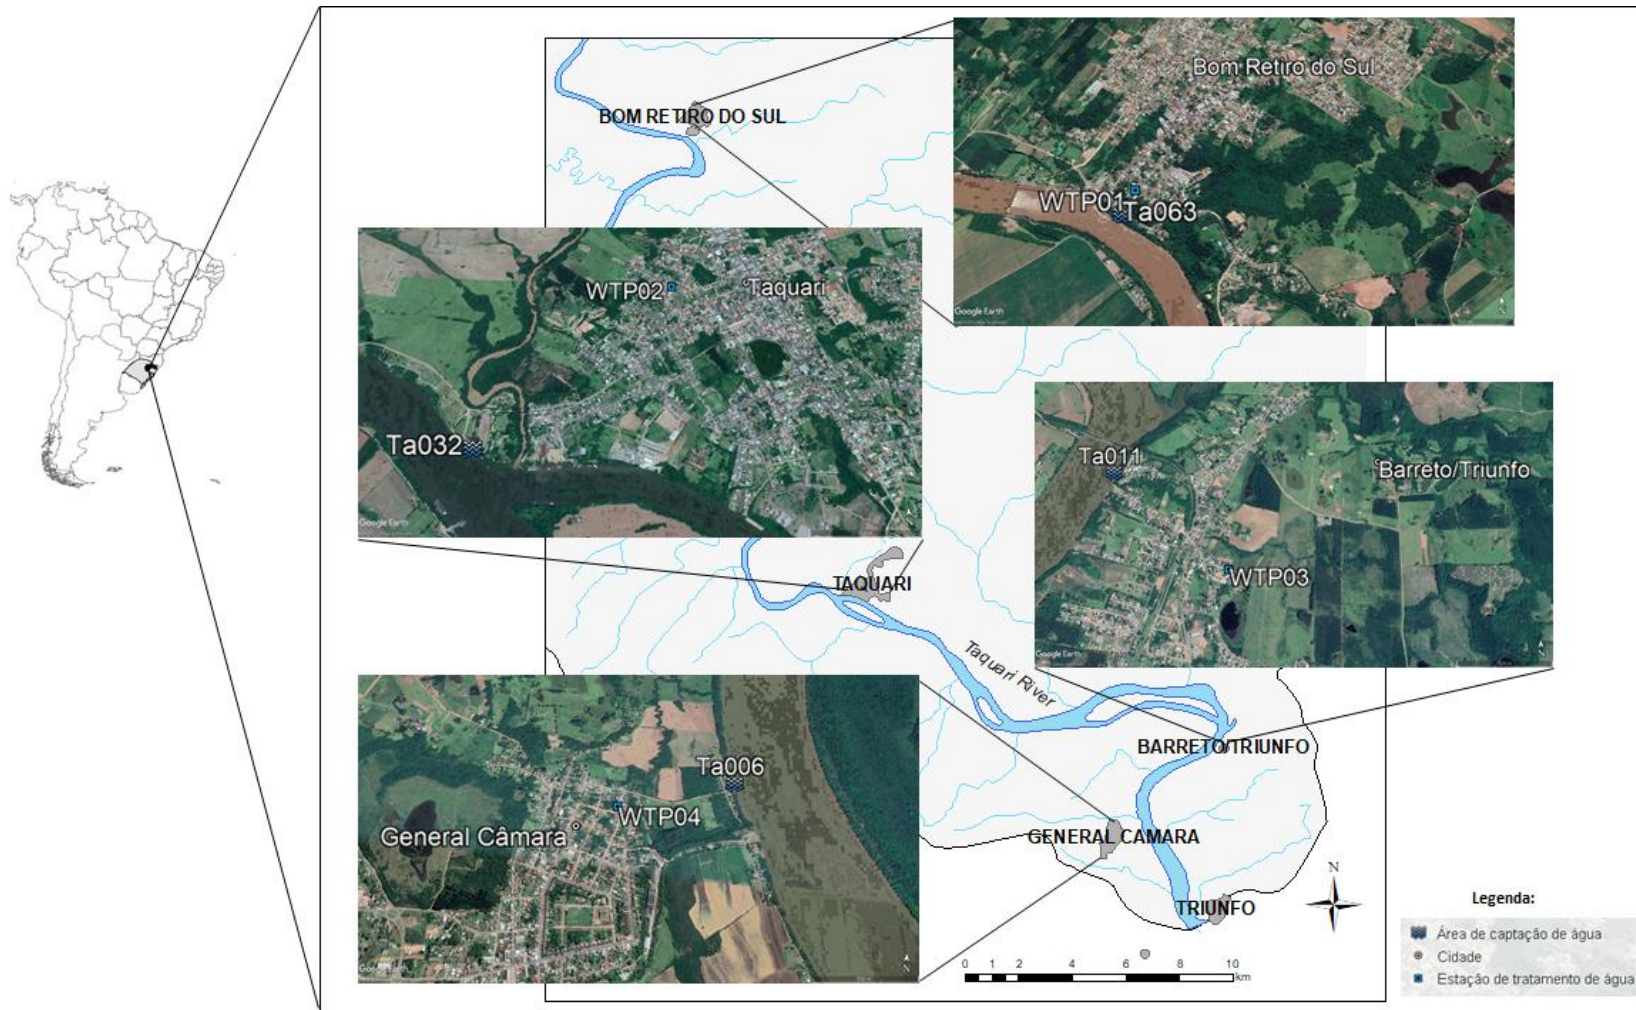 Bom Retiro do Sul
BOM RETIRO DO SUL
WTP01
Ta063
Google Earth
WTP02
Taquari
Ta032
Google Earth
N
Ta011
Barreto/Triunfo
WTP03
Google Earth
N
TAQUARI
Taquari River
BARRETO/TRIUNFO
Ta006
WTP04
General Câmara
Google Earth
N
GENERAL CAMARA
TRIUNFO
N
0 1 2 4 6 8 10
km
Legenda:
Área de captação de água
Cidade
Estação de tratamento de água